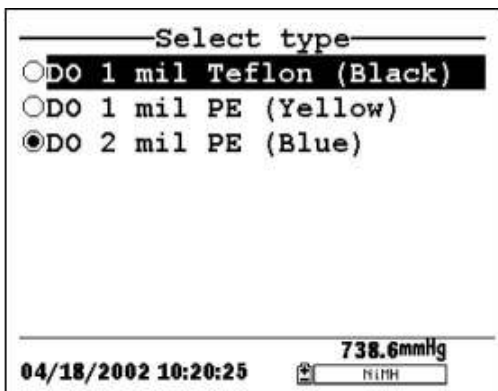 Select type
DO 1 mil Teflon (Black)
DO 1 mil PE (Yellow)
DO 2 mil PE (Blue)
738.6mmHg
04/18/2002 10:20:25
NiMH